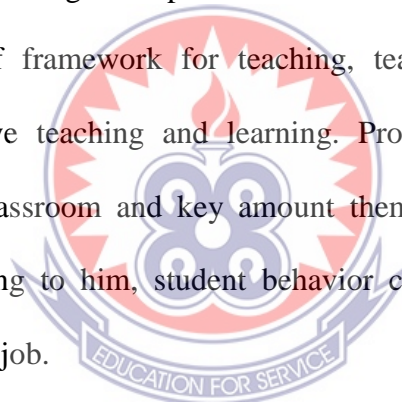 framework for teaching, tea
ve teaching and learning. Pro
assroom and key amount them
ng to him, student behavior c
job.
EDUCATION FOR SERVICE